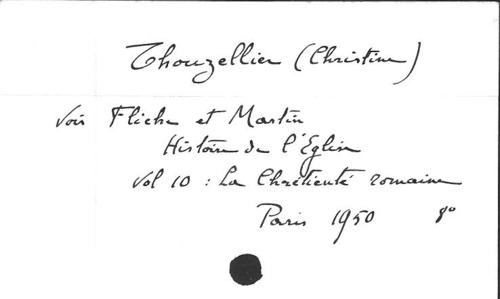 Thouzellier (Christine)
voir Fliche et Martin
Histoire de l'Eglise
Vol 10 : La Chrétienté romaine
Paris 1950 8°